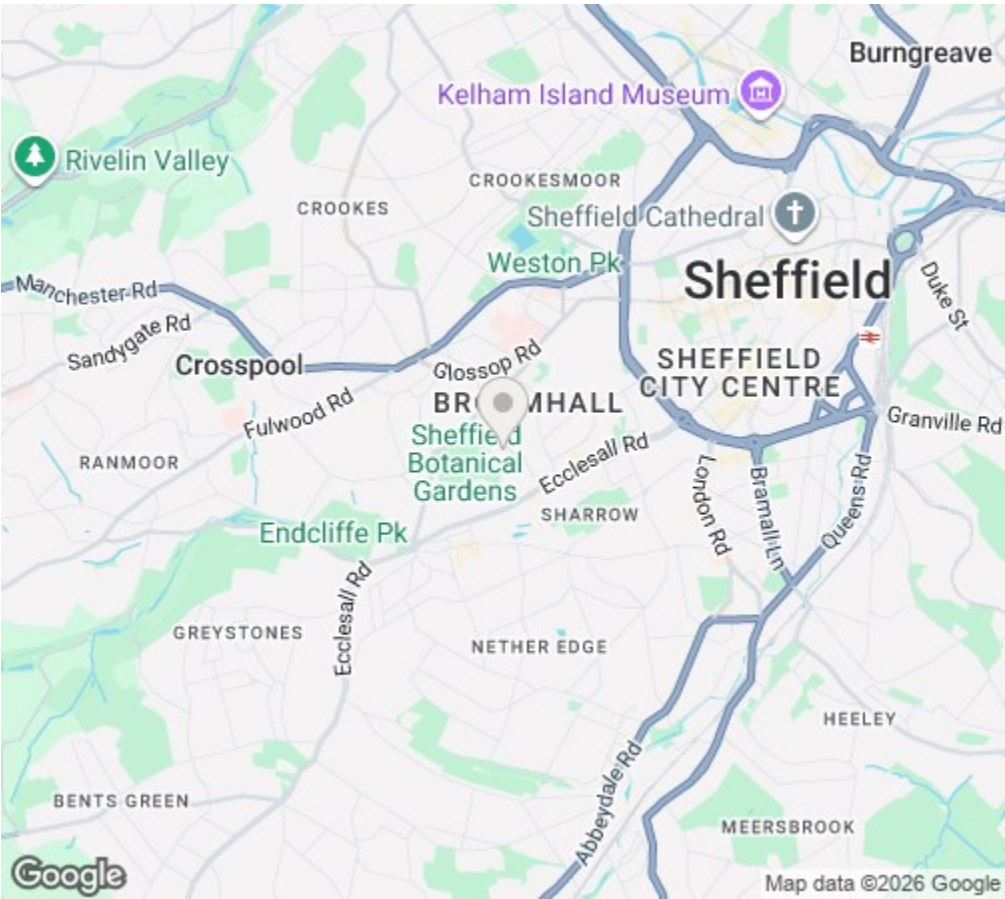 Burngreave
Kelham Island Museum
Rivelin Valley
CROOKESMOOR
CROOKES
Sheffield Cathedral
Weston Pk
Sheffield
Manchester Rd
Duke St
Sandygate Rd
Crosspool
Glossop Rd
SHEFFIELD
CITY CENTRE
Fulwood Rd
BR MHALL
Granville Rd
Sheffield
Botanical
Gardens
Ecclesall Rd
RANMOOR
London Rd
Bramall Ln
Queens Rd
SHARROW
Endcliffe Pk
Ecclesall Rd
GREYSTONES
NETHER EDGE
HEELEY
Abbeydale Rd
BENTS GREEN
MEERSBROOK
Google
Map data ©2026 Google